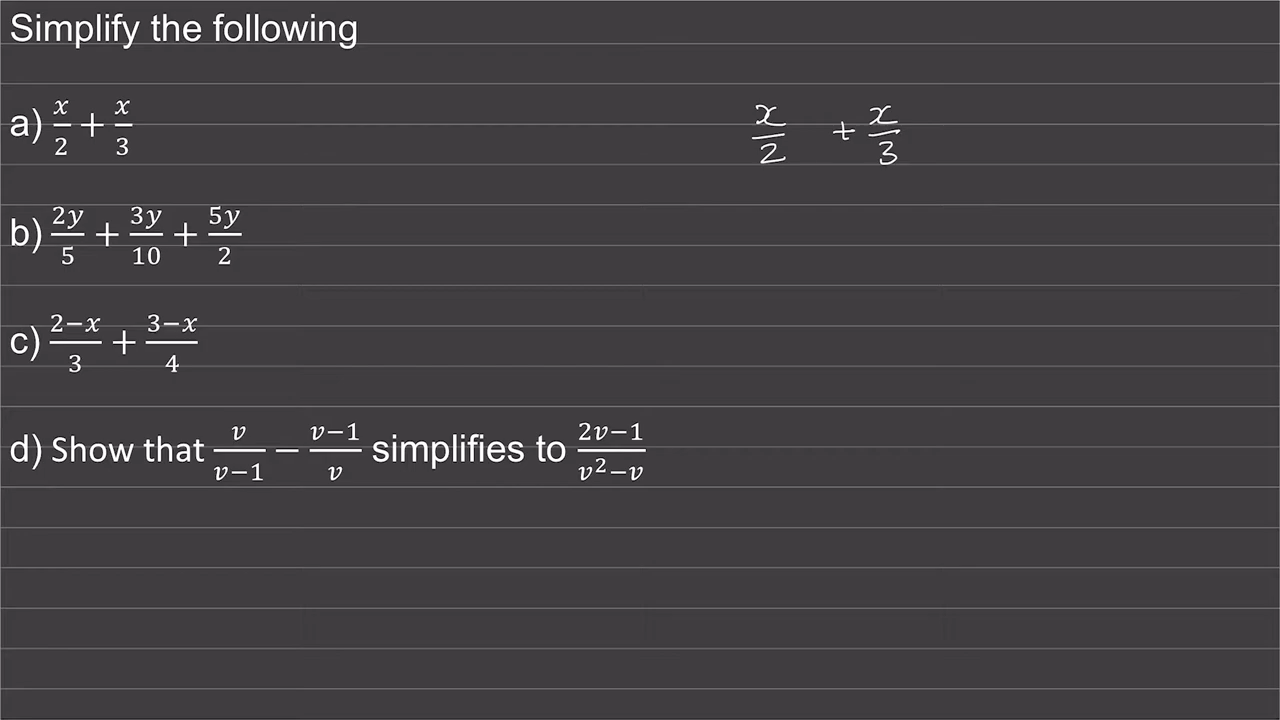 Simplify the following
a) x/2 + x/3
x/2 + x/3
b) 2y/5 + 3y/10 + 5y/2
c) 2−x/3 + 3−x/4
d) Show that v/v−1 − v−1/v simplifies to 2v−1/v²−v